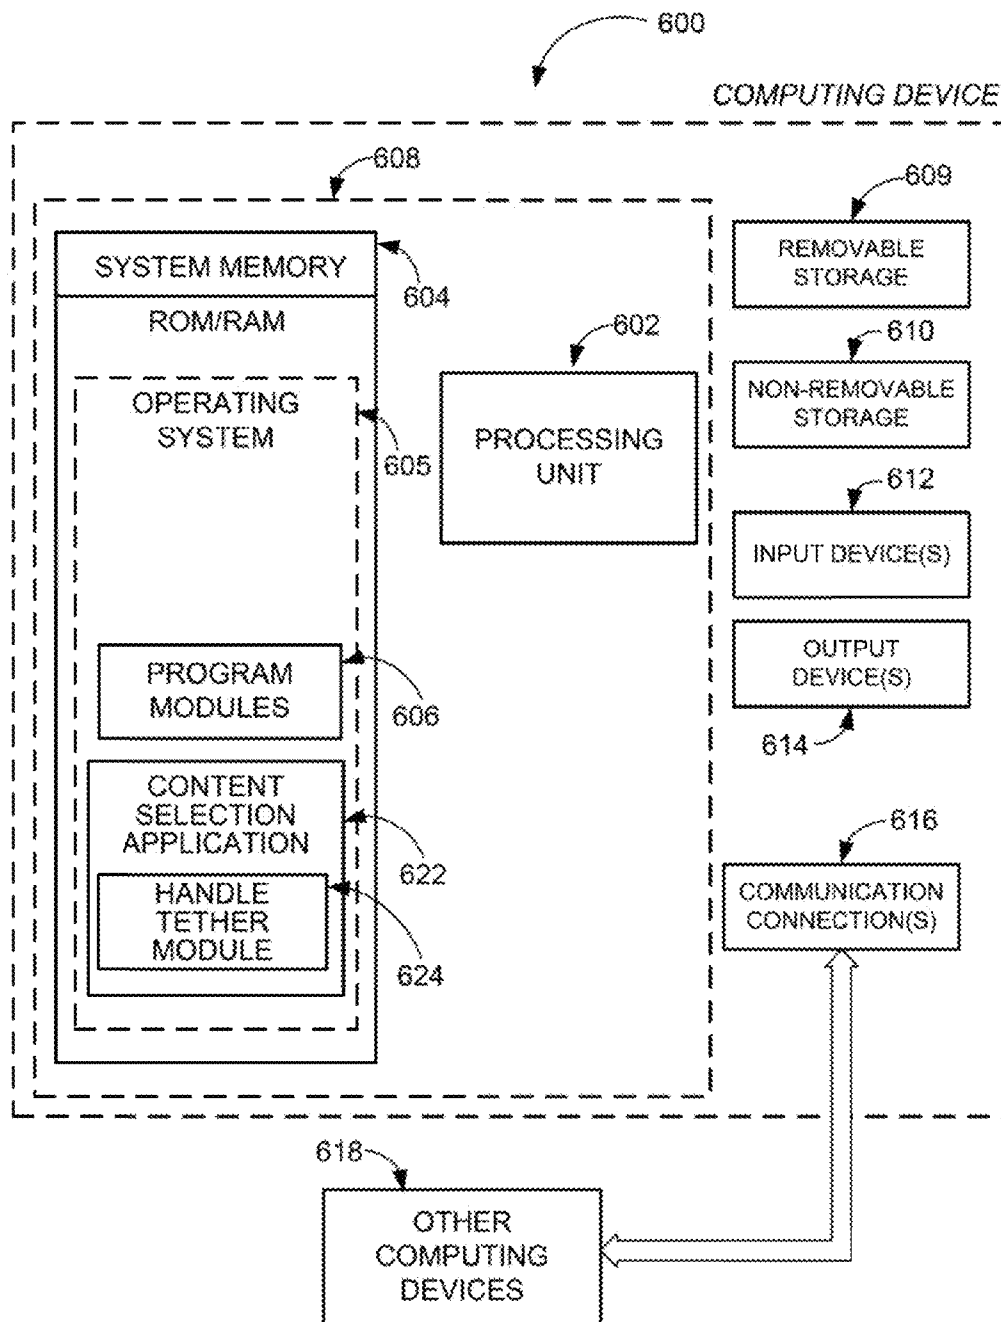 600
COMPUTING DEVICE
608
609
SYSTEM MEMORY
604
REMOVABLE
STORAGE
ROM/RAM
602
610
OPERATING
SYSTEM
605
NON-REMOVABLE
STORAGE
PROCESSING
UNIT
612
INPUT DEVICE(S)
OUTPUT
DEVICE(S)
614
PROGRAM
MODULES
606
CONTENT
SELECTION
APPLICATION
622
616
COMMUNICATION
CONNECTION(S)
HANDLE
TETHER
MODULE
624
618
OTHER
COMPUTING
DEVICES